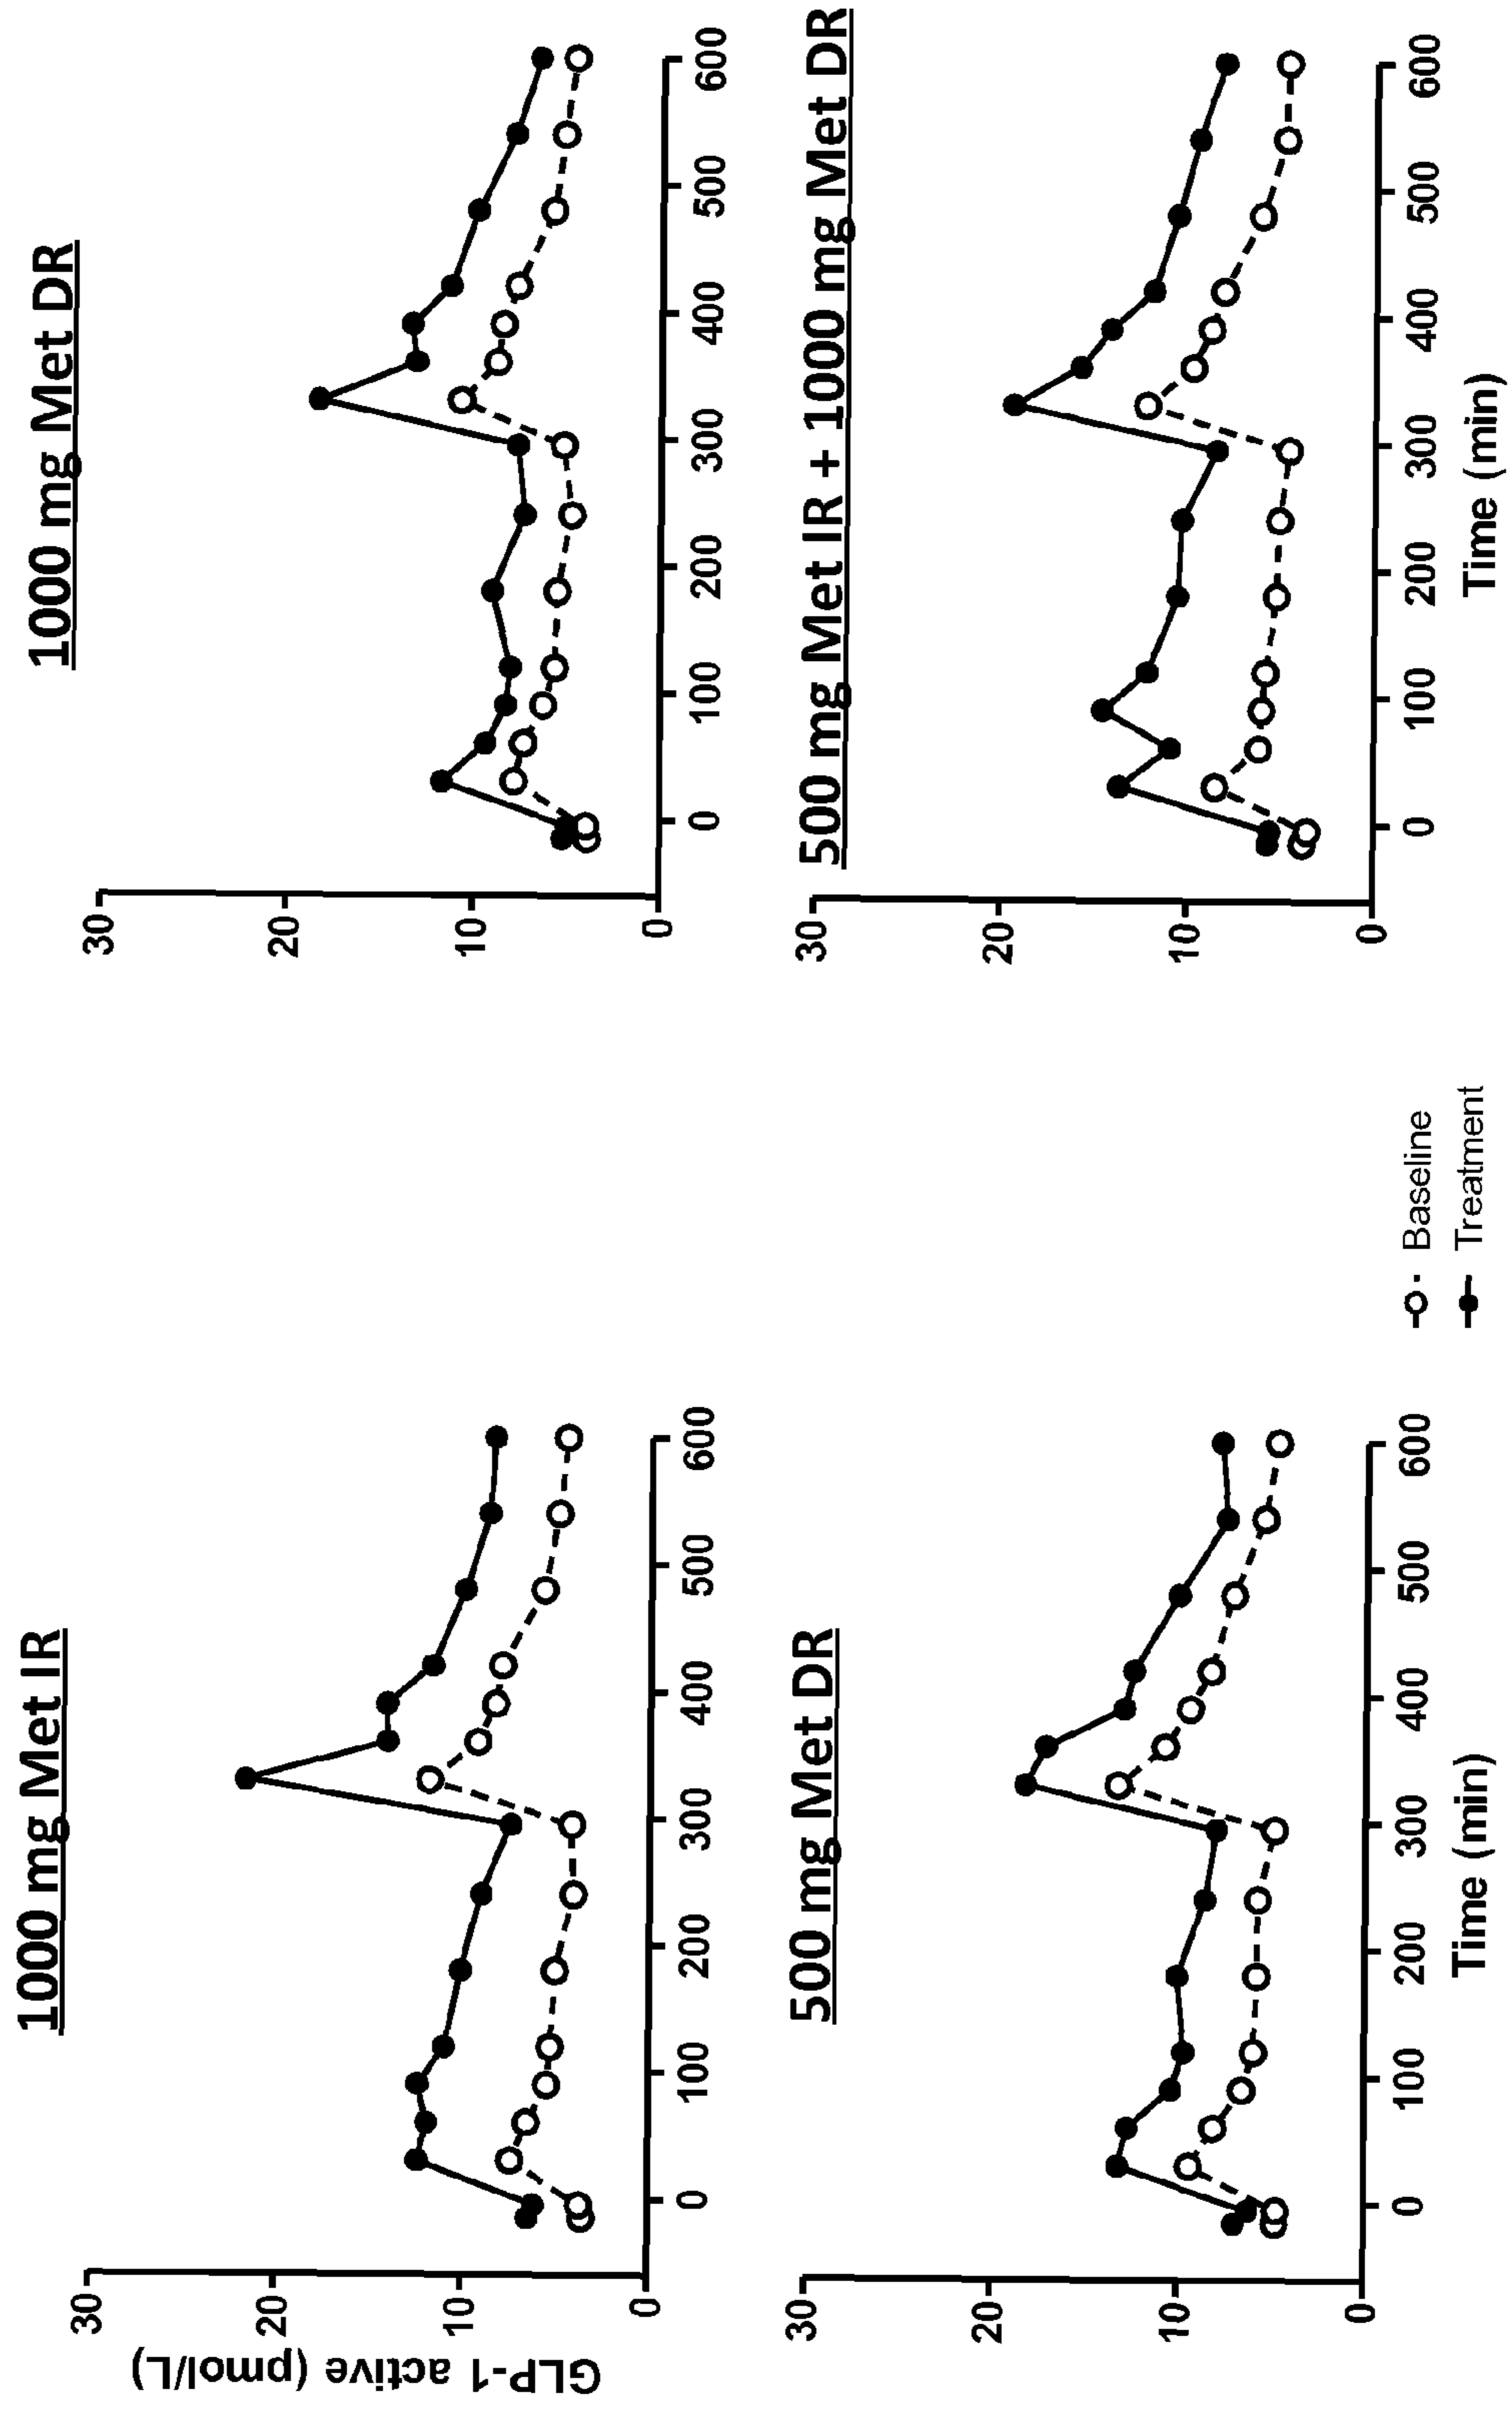 1000 mg Met IR
GLP-1 active (pmol/L)
30
20
10
0
0 100 200 300 400 500 600
1000 mg Met DR
30
20
10
0
0 100 200 300 400 500 600
500 mg Met DR
30
20
10
0
0 100 200 300 400 500 600
Time (min)
500 mg Met IR + 1000 mg Met DR
30
20
10
0
0 100 200 300 400 500 600
Time (min)
Baseline
Treatment